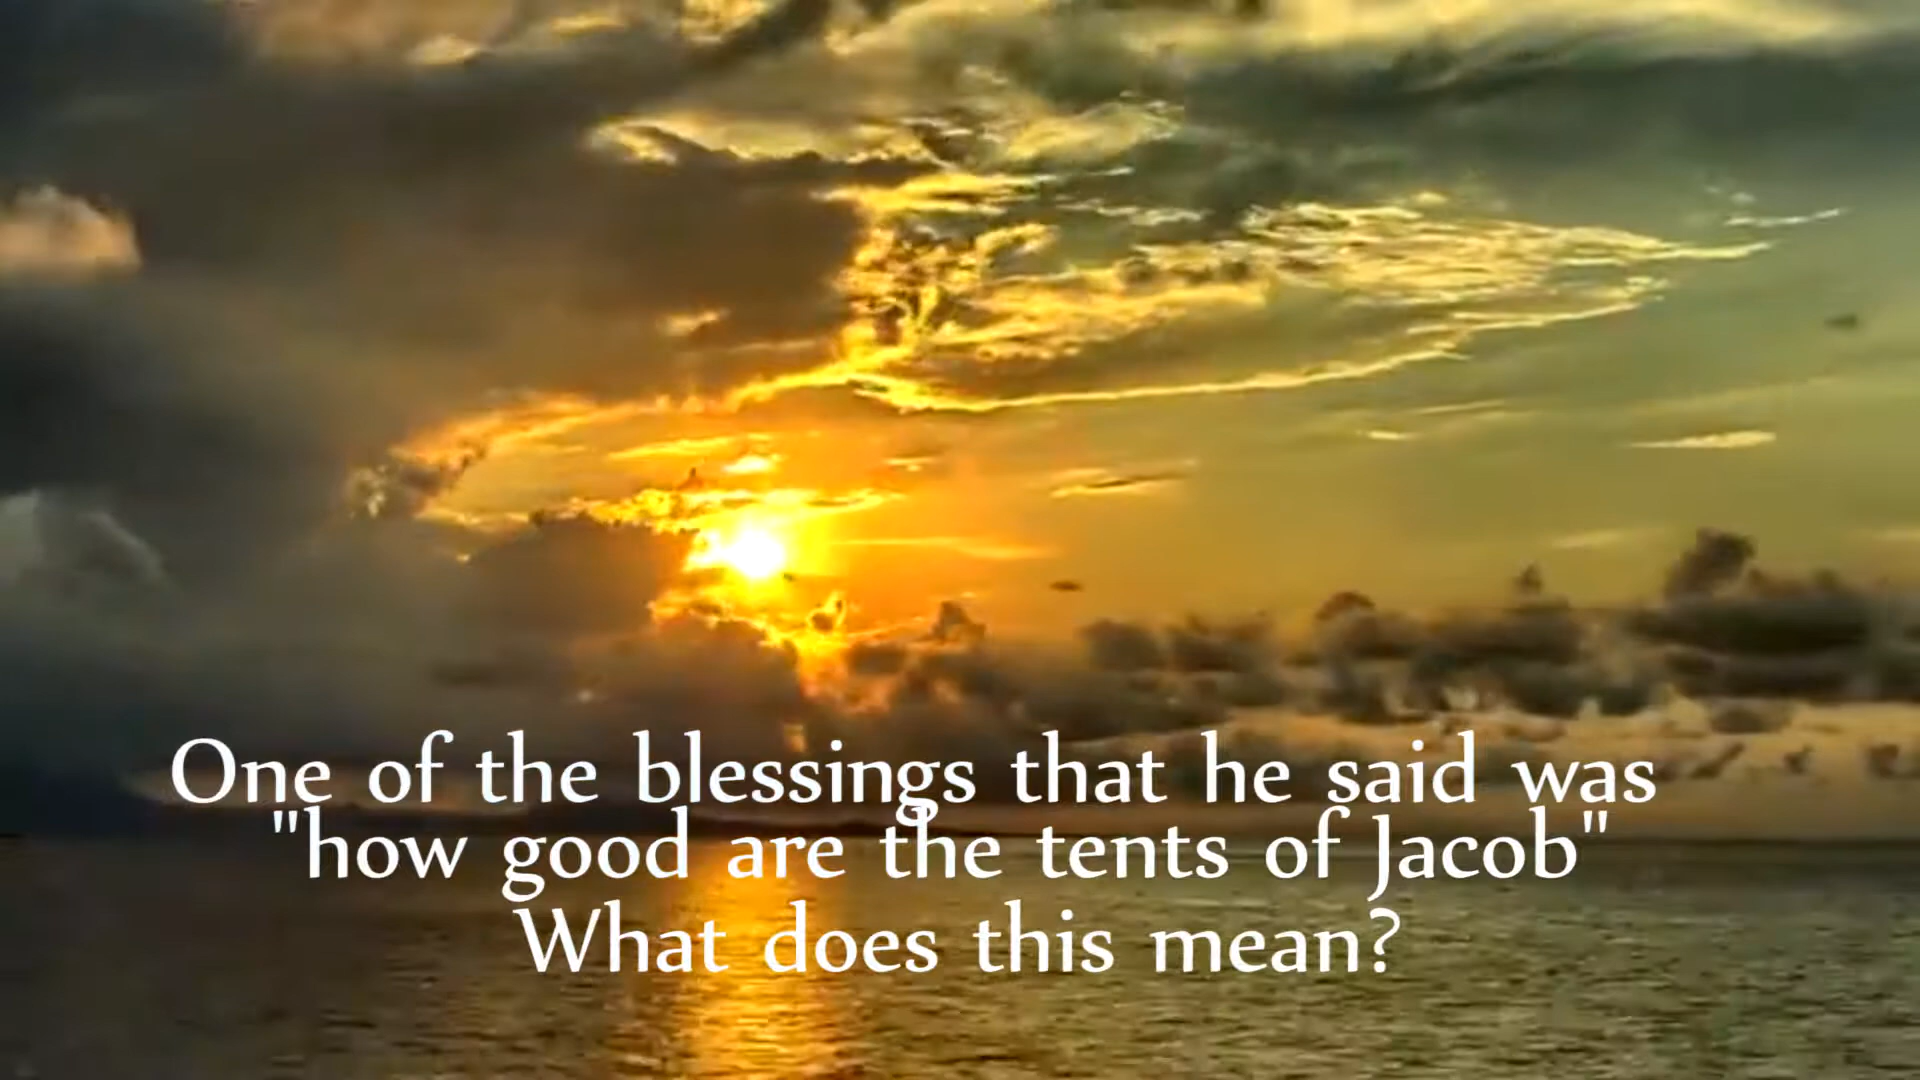 One of the blessings that he said was
"how good are the tents of Jacob"
What does this mean?